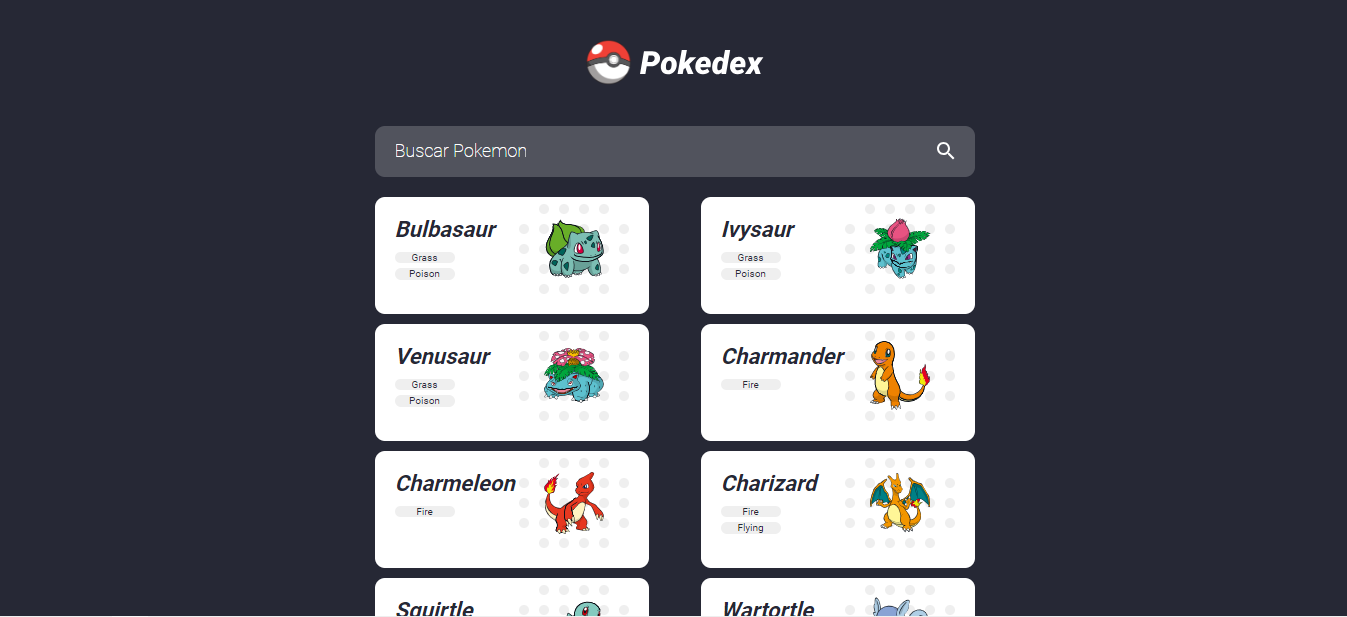 Pokedex
Buscar Pokemon
Bulbasaur
Grass
Poison
Ivysaur
Grass
Poison
Venusaur
Grass
Poison
Charmander
Fire
Charmeleon
Fire
Charizard
Fire
Flying
Squirtle
Wartortle